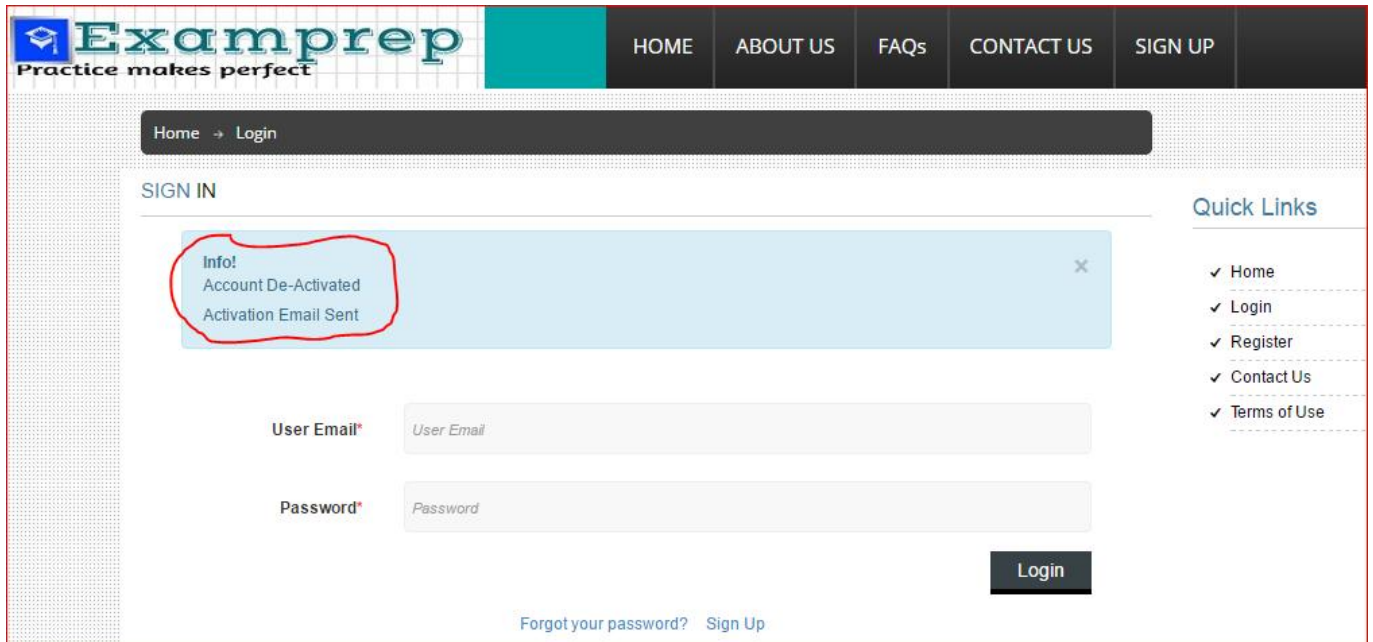 Examprep
Practice makes perfect
HOME ABOUT US FAQs CONTACT US SIGN UP
Home → Login
SIGN IN
Info!
Account De-Activated
Activation Email Sent
×
User Email* User Email
Password* Password
Login
Forgot your password? Sign Up
Quick Links
✓ Home
✓ Login
✓ Register
✓ Contact Us
✓ Terms of Use